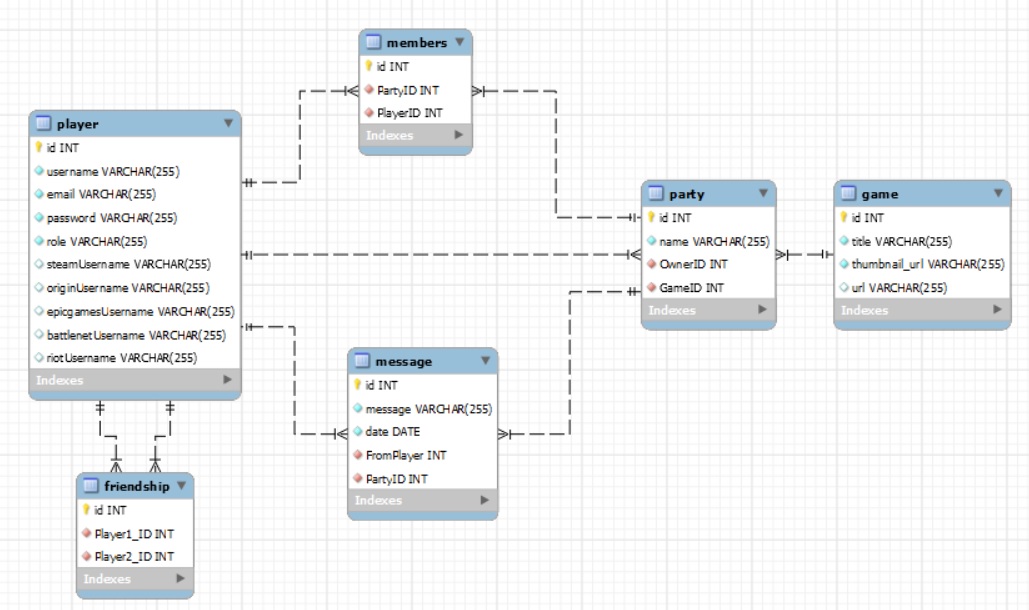 members
id INT
PartyID INT
PlayerID INT
Indexes
player
id INT
username VARCHAR(255)
email VARCHAR(255)
password VARCHAR(255)
role VARCHAR(255)
steamUsername VARCHAR(255)
originUsername VARCHAR(255)
epicgamesUsername VARCHAR(255)
battlenetUsername VARCHAR(255)
riotUsername VARCHAR(255)
Indexes
party
id INT
name VARCHAR(255)
OwnerID INT
GameID INT
Indexes
game
id INT
title VARCHAR(255)
thumbnail_url VARCHAR(255)
url VARCHAR(255)
Indexes
message
id INT
message VARCHAR(255)
date DATE
FromPlayer INT
PartyID INT
Indexes
friendship
id INT
Player1_ID INT
Player2_ID INT
Indexes